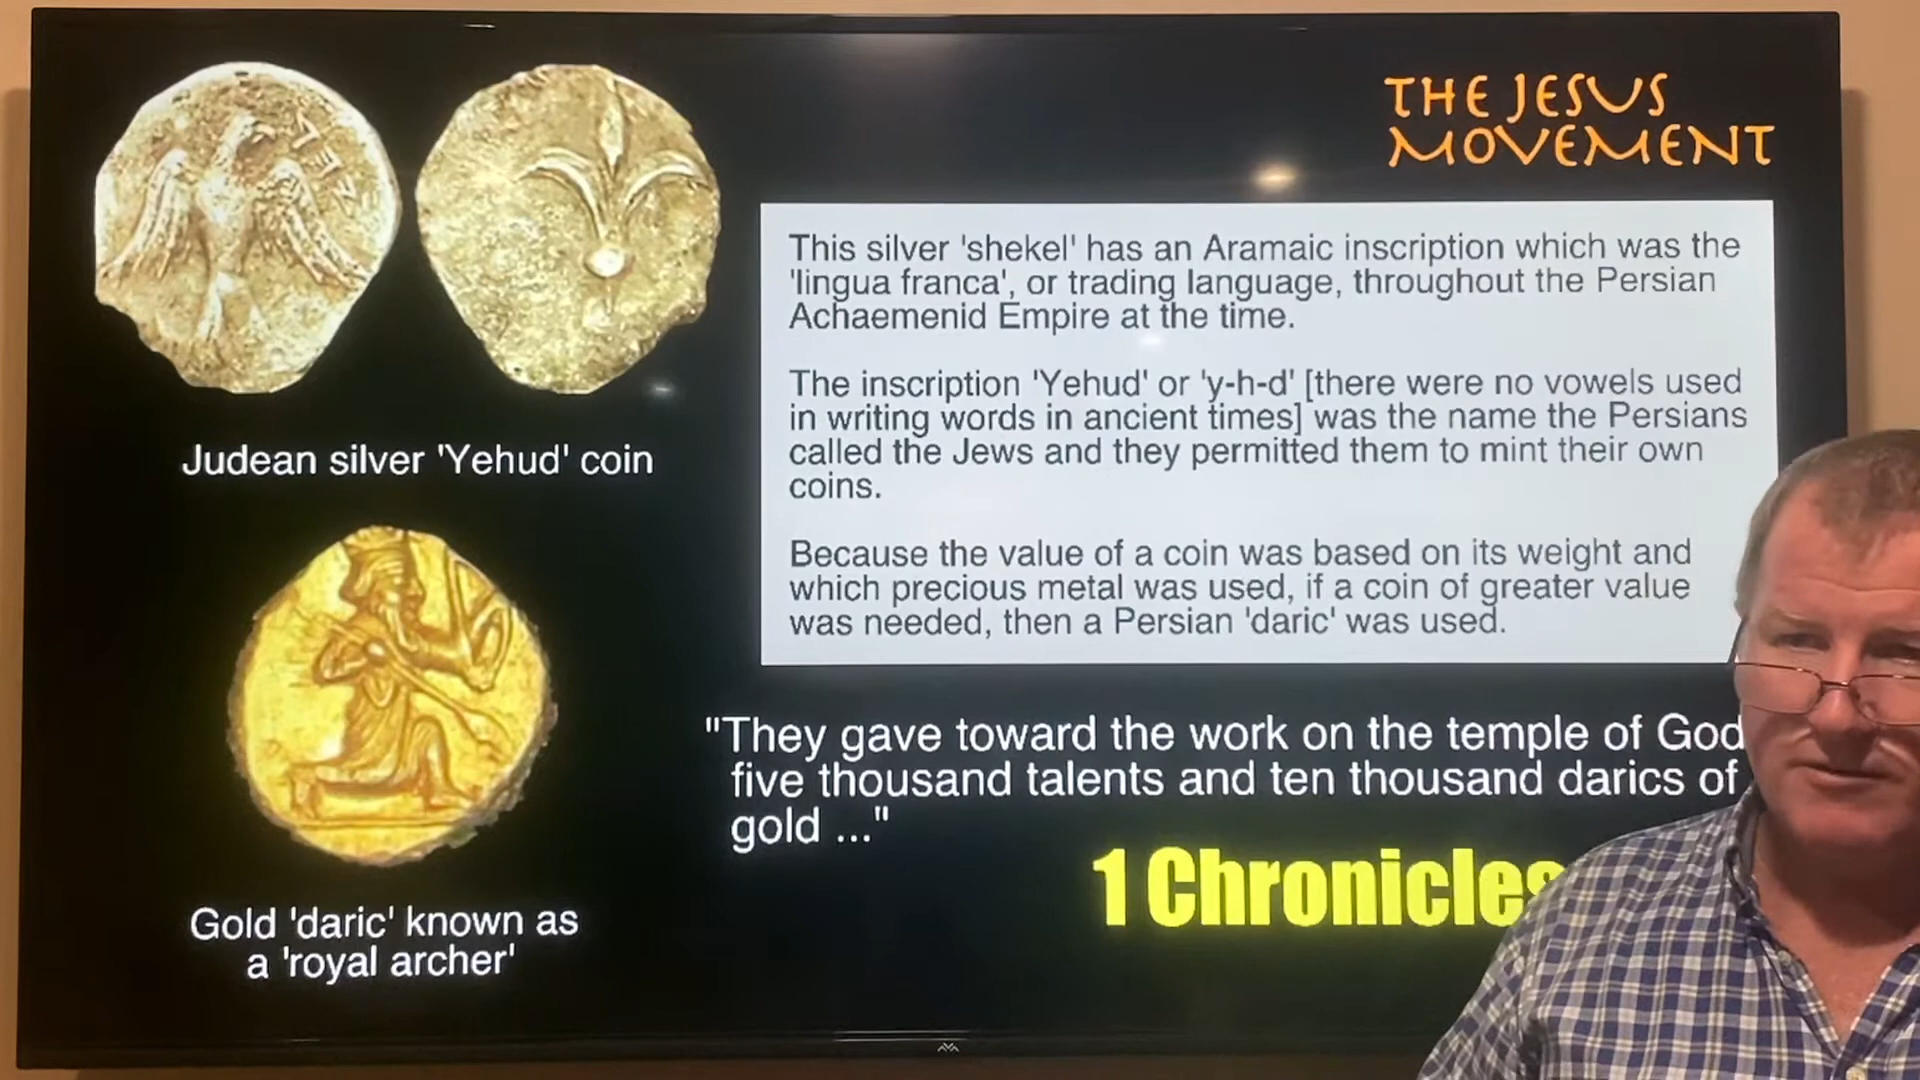 THE JESUS
MOVEMENT
This silver 'shekel' has an Aramaic inscription which was the
'lingua franca', or trading language, throughout the Persian
Achaemenid Empire at the time.
The inscription 'Yehud' or 'y-h-d' [there were no vowels used
in writing words in ancient times] was the name the Persians
called the Jews and they permitted them to mint their own
coins.
Because the value of a coin was based on its weight and
which precious metal was used, if a coin of greater value
was needed, then a Persian 'daric' was used.
Judean silver 'Yehud' coin
Gold 'daric' known as
a 'royal archer'
"They gave toward the work on the temple of God
five thousand talents and ten thousand darics of
gold ..."
1 Chronicles